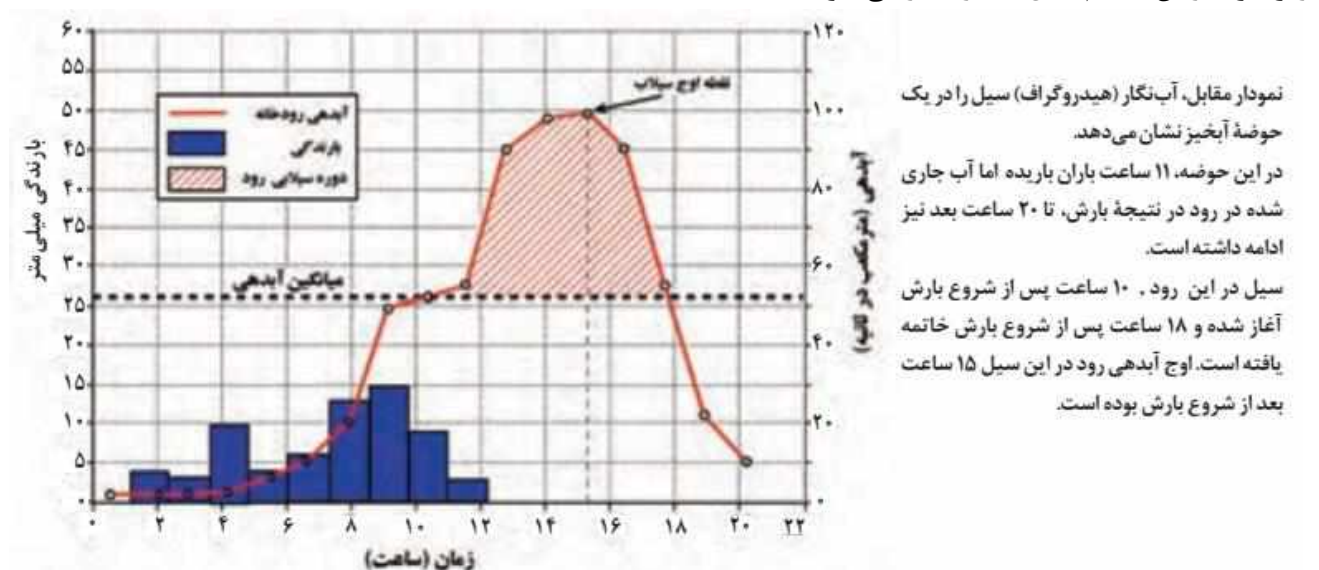 نمودار مقابل، آب‌نگار (هیدروگراف) سیل را در یک
حوضۀ آبخیز نشان می‌دهد.
در این حوضه، ۱۱ ساعت باران باریده اما آب جاری
شده در رود در نتیجۀ بارش، تا ۲۰ ساعت بعد نیز
ادامه داشته است.
سیل در این رود , ۱۰ ساعت پس از شروع بارش
آغاز شده و ۱۸ ساعت پس از شروع بارش خاتمه
یافته است. اوج آبدهی رود در این سیل ۱۵ ساعت
بعد از شروع بارش بوده است.
بارندگی میلی متر
۶۰
۵۵
۵۰
۴۵
۴۰
۳۵
۳۰
۲۵
۲۰
۱۵
۱۰
۵
۰
آبدهی رودخانه
بارندگی
دوره سیلابی رود
نقطه اوج سیلاب
میانگین آبدهی
۱۲۰
۱۰۰
۸۰
۶۰
۴۰
۲۰
۰
آبدهی (مترمکعب در ثانیه)
۰ ۲ ۴ ۶ ۸ ۱۰ ۱۲ ۱۴ ۱۶ ۱۸ ۲۰ ۲۲
زمان (ساعت)